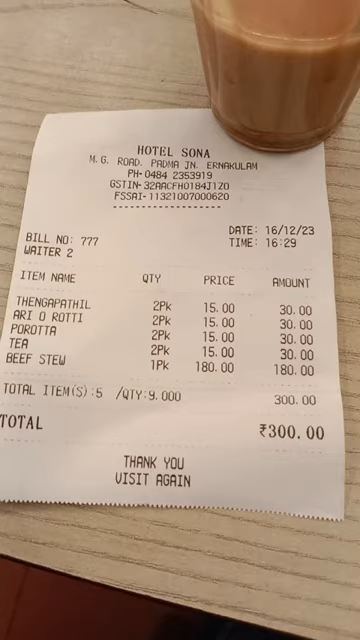 HOTEL SONA
M.G. ROAD. PADMA JN. ERNAKULAM
PH-0484 2353919
GSTIN-32AACFH0184J1Z0
FSSAI-11321007000620
BILL NO: 777 DATE: 16/12/23
WAITER 2 TIME: 16:29
ITEM NAME QTY PRICE AMOUNT
THENGAPATHIL 2Pk 15.00 30.00
ARI O ROTTI 2Pk 15.00 30.00
POROTTA 2Pk 15.00 30.00
TEA 2Pk 15.00 30.00
BEEF STEW 1Pk 180.00 180.00
TOTAL ITEM(S):5 /QTY:9.000 300.00
TOTAL ₹300.00
THANK YOU
VISIT AGAIN